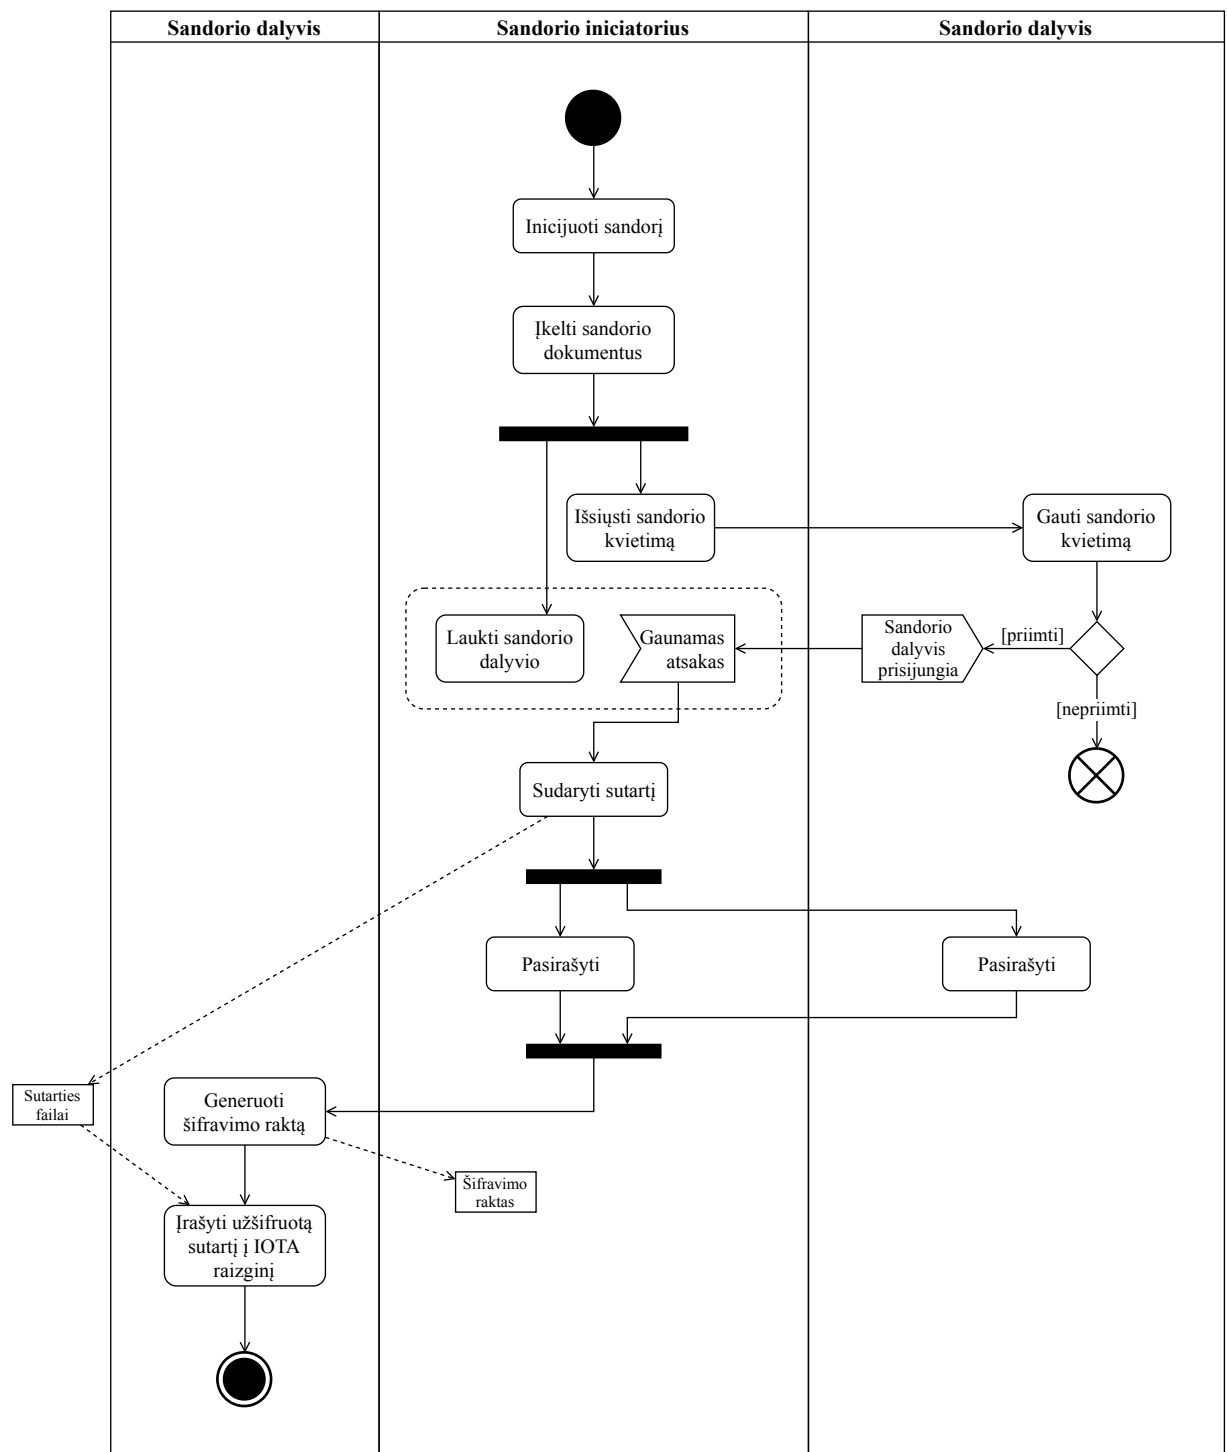 Sandorio dalyvis
Sandorio iniciatorius
Sandorio dalyvis
Inicijuoti sandorį
Įkelti sandorio
dokumentus
Išsiųsti sandorio
kvietimą
Gauti sandorio
kvietimą
Laukti sandorio
dalyvio
Gaunamas
atsakas
Sandorio
dalyvis
prisijungia
[priimti]
[nepriimti]
Sudaryti sutartį
Pasirašyti
Pasirašyti
Sutarties
failai
Generuoti
šifravimo raktą
Šifravimo
raktas
Įrašyti užšifruotą
sutartį į IOTA
raizginį